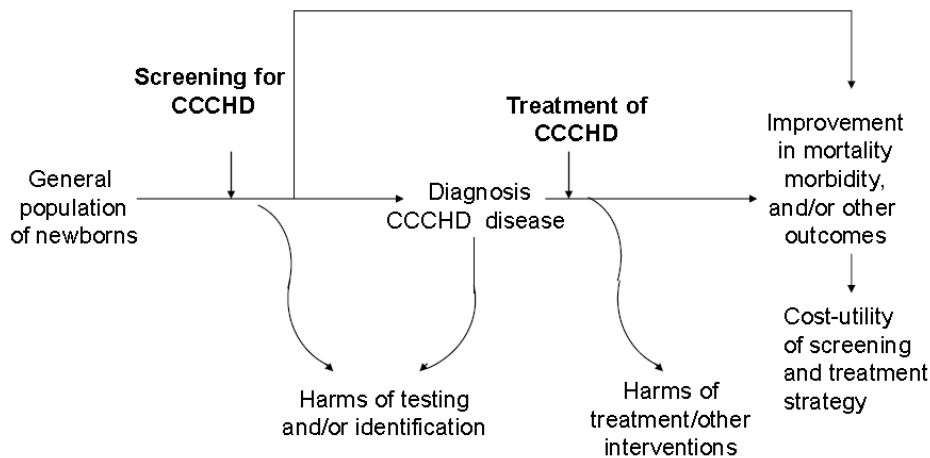 Screening for
CCCHD
Treatment of
CCCHD
General
population
of newborns
Diagnosis
CCCHD disease
Improvement
in mortality
morbidity,
and/or other
outcomes
Cost-utility
of screening
and treatment
strategy
Harms of testing
and/or identification
Harms of
treatment/other
interventions